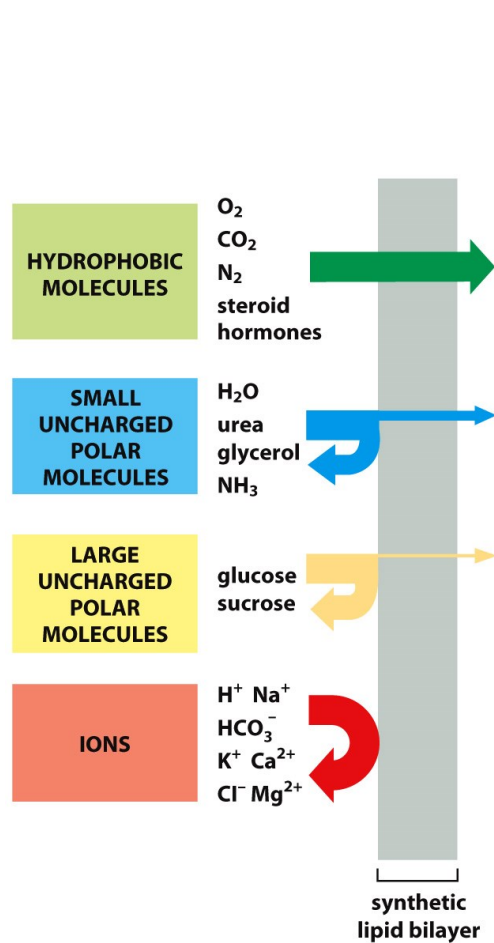 HYDROPHOBIC
MOLECULES
O₂
CO₂
N₂
steroid
hormones
SMALL
UNCHARGED
POLAR
MOLECULES
H₂O
urea
glycerol
NH₃
LARGE
UNCHARGED
POLAR
MOLECULES
glucose
sucrose
IONS
H⁺ Na⁺
HCO₃⁻
K⁺ Ca²⁺
Cl⁻ Mg²⁺
synthetic
lipid bilayer